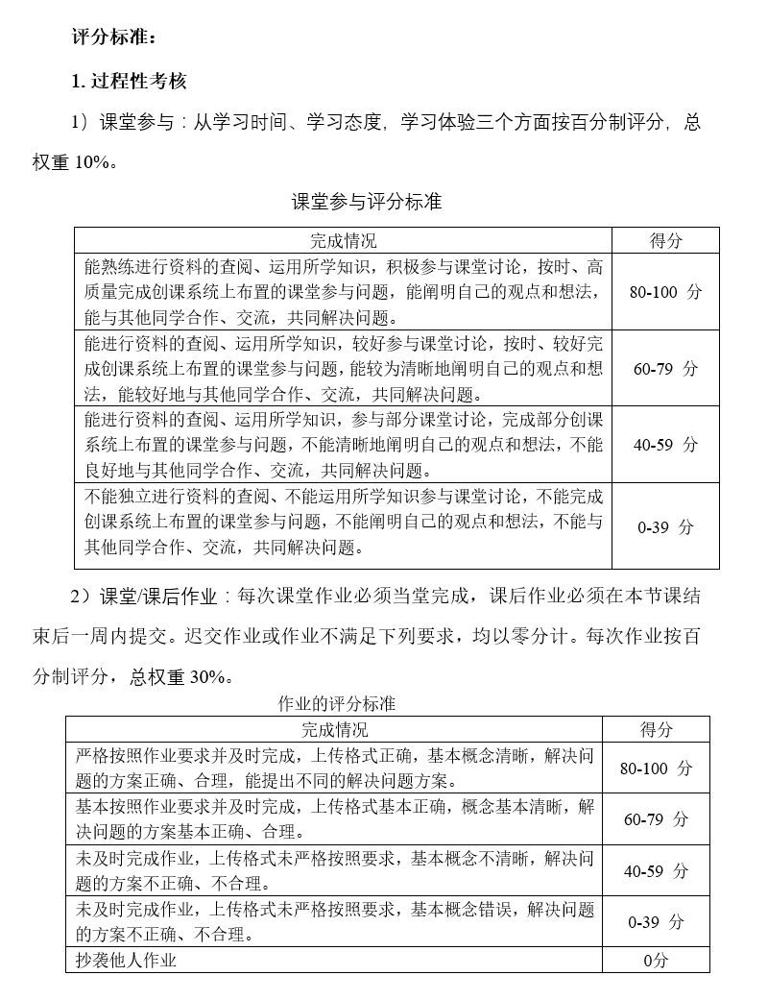 评分标准：
1. 过程性考核
1）课堂参与：从学习时间、学习态度，学习体验三个方面按百分制评分，总
权重 10%。
课堂参与评分标准
完成情况 得分
能熟练进行资料的查阅、运用所学知识，积极参与课堂讨论，按时、高
质量完成创课系统上布置的课堂参与问题，能阐明自己的观点和想法，
能与其他同学合作、交流，共同解决问题。
80-100 分
能进行资料的查阅、运用所学知识，较好参与课堂讨论，按时、较好完
成创课系统上布置的课堂参与问题，能较为清晰地阐明自己的观点和想
法，能较好地与其他同学合作、交流，共同解决问题。
60-79 分
能进行资料的查阅、运用所学知识，参与部分课堂讨论，完成部分创课
系统上布置的课堂参与问题，不能清晰地阐明自己的观点和想法，不能
良好地与其他同学合作、交流，共同解决问题。
40-59 分
不能独立进行资料的查阅、不能运用所学知识参与课堂讨论，不能完成
创课系统上布置的课堂参与问题，不能阐明自己的观点和想法，不能与
其他同学合作、交流，共同解决问题。
0-39 分
2）课堂/课后作业：每次课堂作业必须当堂完成，课后作业必须在本节课结
束后一周内提交。迟交作业或作业不满足下列要求，均以零分计。每次作业按百
分制评分，总权重 30%。
作业的评分标准
完成情况 得分
严格按照作业要求并及时完成，上传格式正确，基本概念清晰，解决问
题的方案正确、合理，能提出不同的解决问题方案。
80-100 分
基本按照作业要求并及时完成，上传格式基本正确，概念基本清晰，解
决问题的方案基本正确、合理。
60-79 分
未及时完成作业，上传格式未严格按照要求，基本概念不清晰，解决问
题的方案不正确、不合理。
40-59 分
未及时完成作业，上传格式未严格按照要求，基本概念错误，解决问题
的方案不正确、不合理。
0-39 分
抄袭他人作业 0分